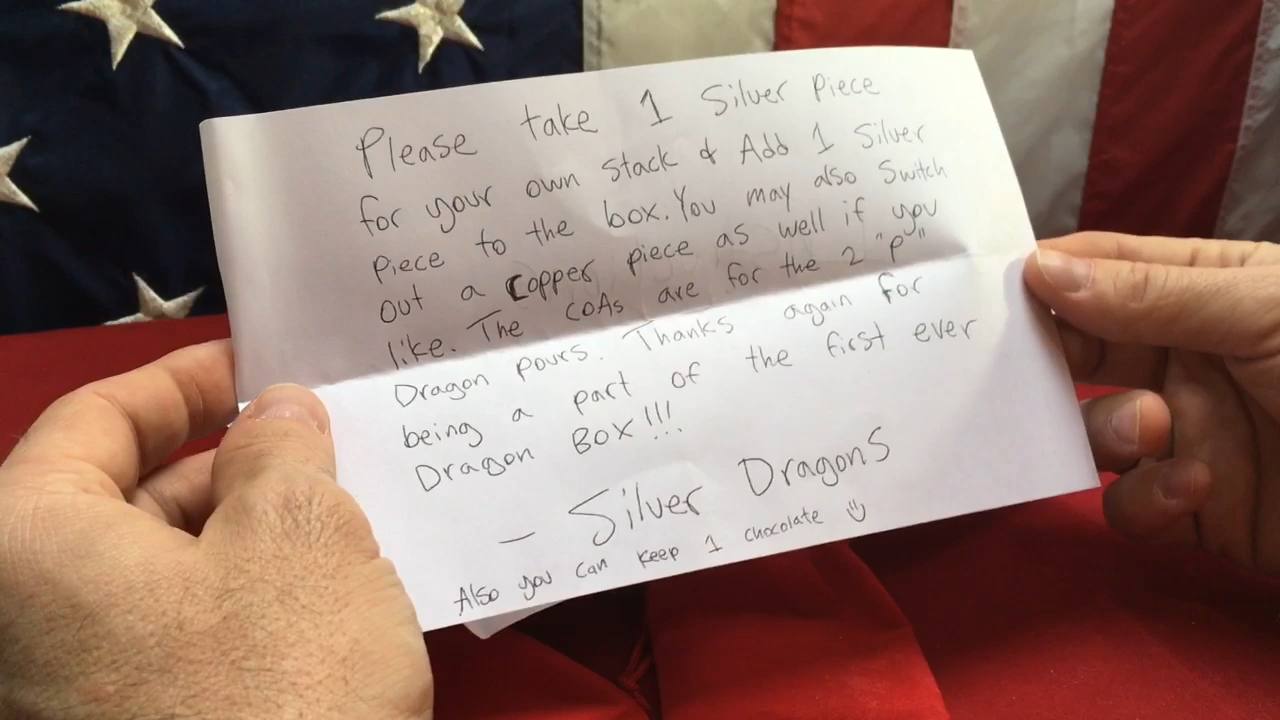 Please take 1 Silver Piece
for your own stack & Add 1 Silver
Piece to the box. You may also Switch
out a Copper piece as well if you
like. The COAs are for the 2 "P"
Dragon pours. Thanks again for
being a part of the first ever
Dragon BOX!!!
— Silver Dragons
Also you can keep 1 chocolate ☺